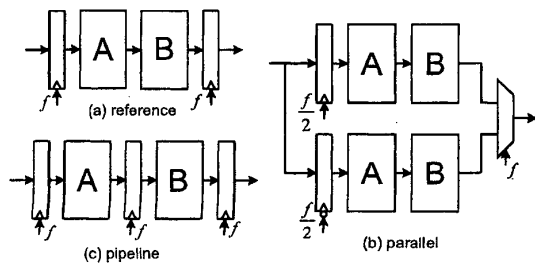 A B
f f
(a) reference
A B
f/2
A B
f/2 f
(b) parallel
A B
f f f
(c) pipeline